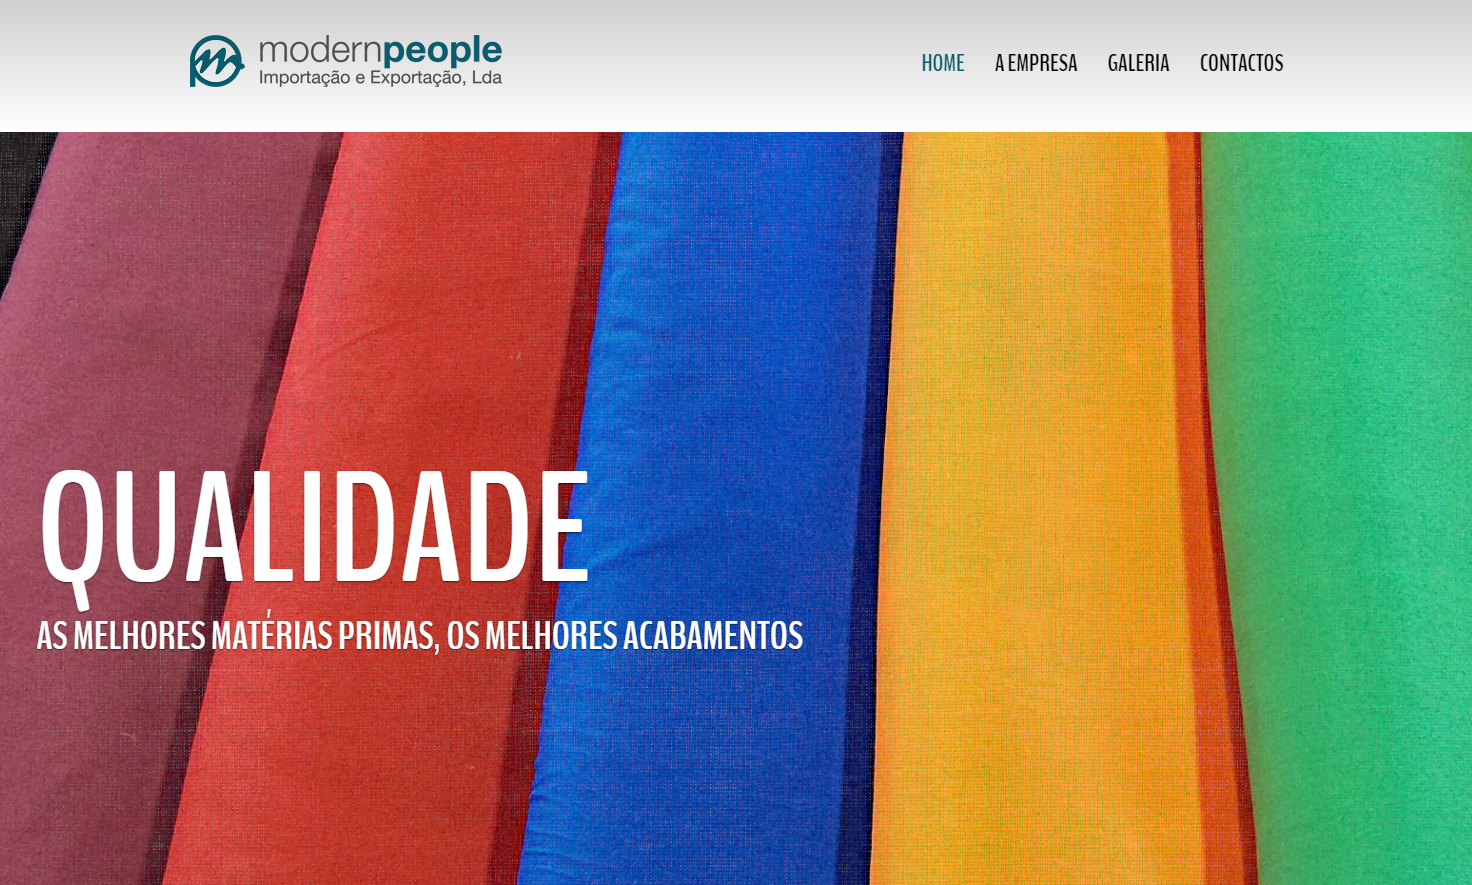 modernpeople
Importação e Exportação, Lda
HOME A EMPRESA GALERIA CONTACTOS
QUALIDADE
AS MELHORES MATÉRIAS PRIMAS, OS MELHORES ACABAMENTOS